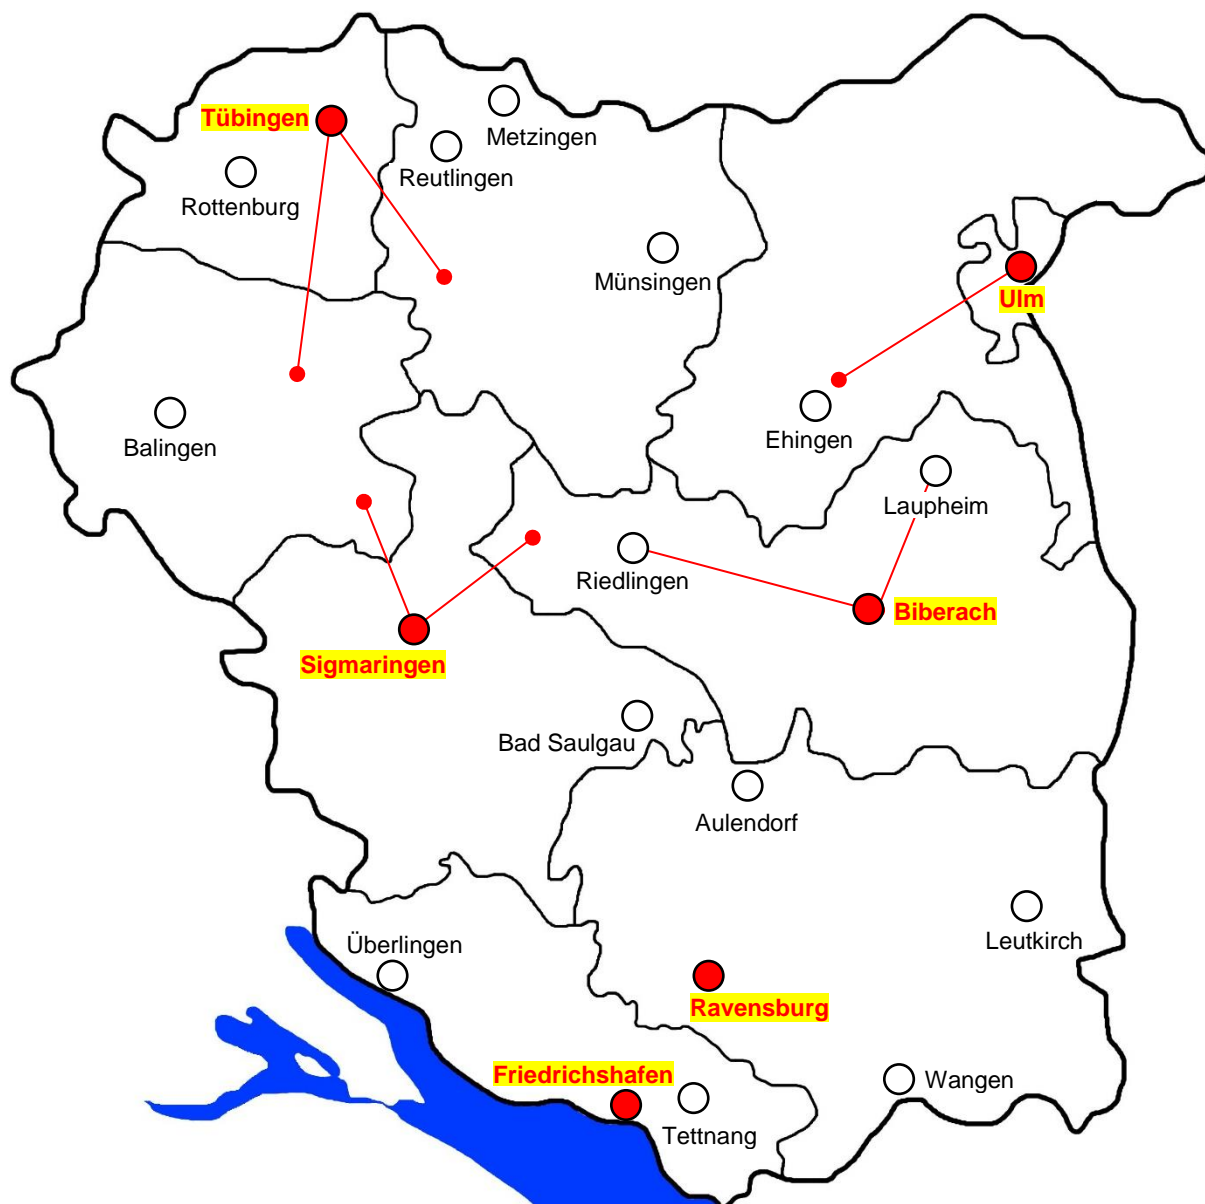 Tübingen
Metzingen
Reutlingen
Rottenburg
Münsingen
Ulm
Ehingen
Balingen
Laupheim
Riedlingen
Biberach
Sigmaringen
Bad Saulgau
Aulendorf
Leutkirch
Überlingen
Ravensburg
Friedrichshafen
Wangen
Tettnang